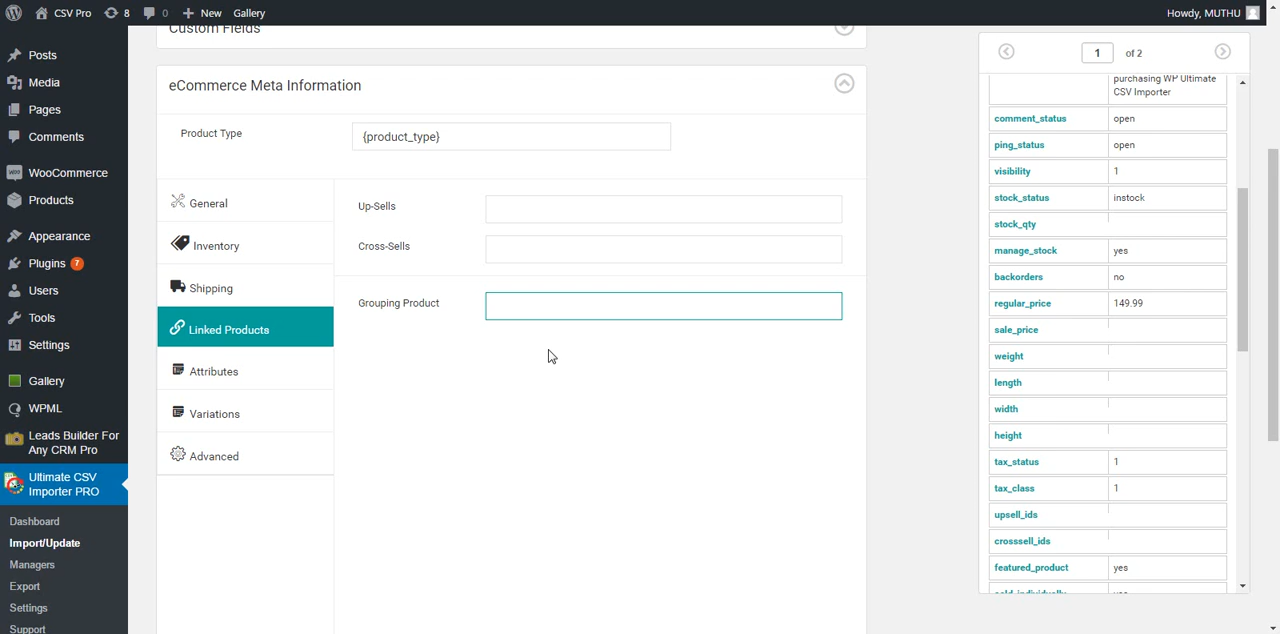 CSV Pro
8
0
New
Gallery
Howdy, MUTHU
Posts
Media
Pages
Comments
WooCommerce
Products
Appearance
Plugins 7
Users
Tools
Settings
Gallery
WPML
Leads Builder For
Any CRM Pro
Ultimate CSV
Importer PRO
Dashboard
Import/Update
Managers
Export
Settings
Support
Custom Fields
eCommerce Meta Information
Product Type
{product_type}
General
Inventory
Shipping
Linked Products
Attributes
Variations
Advanced
Up-Sells
Cross-Sells
Grouping Product
1 of 2
purchasing WP Ultimate
CSV Importer
comment_status open
ping_status open
visibility 1
stock_status instock
stock_qty
manage_stock yes
backorders no
regular_price 149.99
sale_price
weight
length
width
height
tax_status 1
tax_class 1
upsell_ids
crosssell_ids
featured_product yes
sold_individually yes